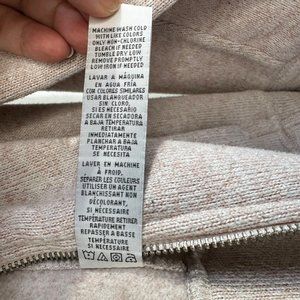 MACHINE WASH COLD
WITH LIKE COLORS
ONLY NON-CHLORINE
BLEACH IF NEEDED
TUMBLE DRY LOW
REMOVE PROMPTLY
LOW IRON IF NEEDED
LAVAR A MÁQUINA
EN AGUA FRÍA
CON COLORES SIMILARES
USAR BLANQUEADOR
SIN CLORO,
SI ES NECESARIO
SECAR EN SECADORA
A BAJA TEMPERATURA
RETIRAR
INMEDIATAMENTE
PLANCHAR A BAJA
TEMPERATURA
SI SE NECESITA
LAVER EN MACHINE
À FROID,
SÉPARER LES COULEURS
UTILISER UN AGENT
BLANCHISSANT NON
DÉCOLORANT,
SI NÉCESSAIRE
TEMPÉRATURE RETIRER
RAPIDEMENT
REPASSER À BASSE
TEMPÉRATURE
SI NÉCESSAIRE